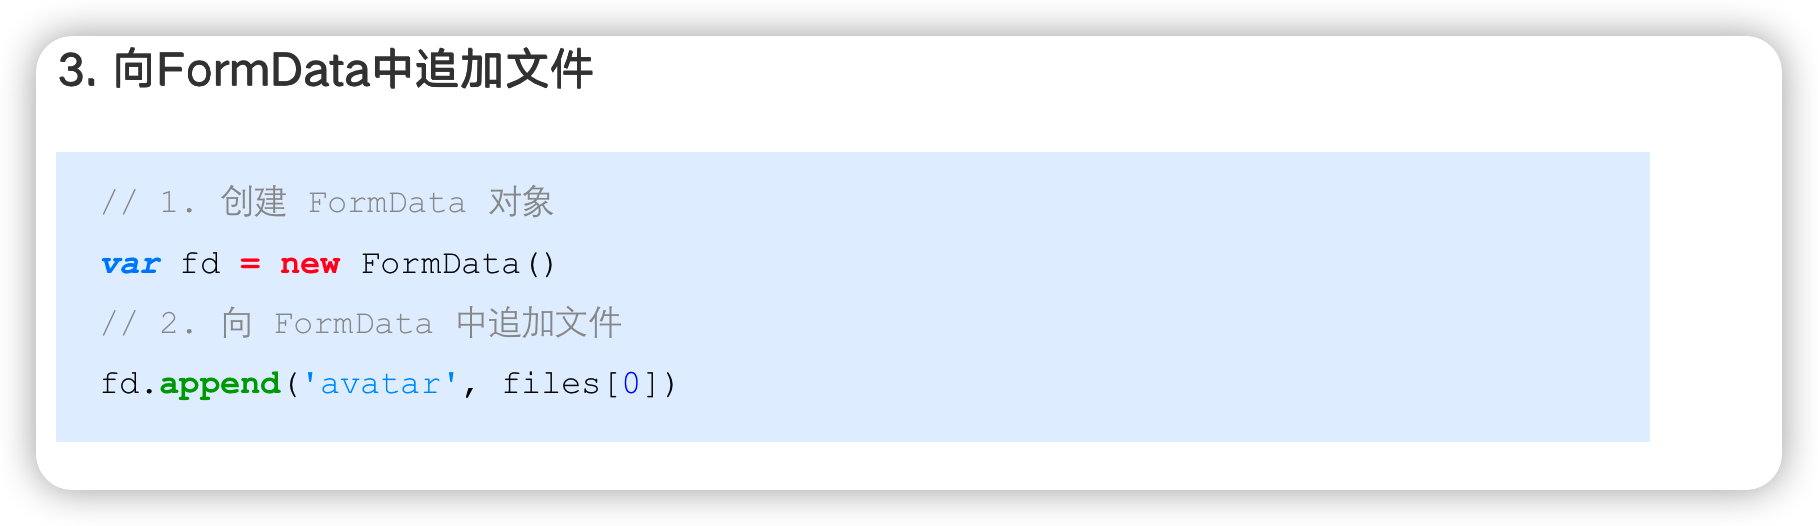 3. 向FormData中追加文件
// 1. 创建 FormData 对象
var fd = new FormData()
// 2. 向 FormData 中追加文件
fd.append('avatar', files[0])